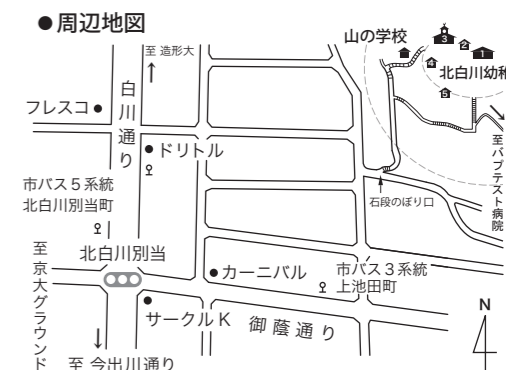 ●周辺地図
至 造形大
山の学校
3
2
1
4
北白川幼稚
5
白川通り
フレスコ
ドリトル
至バプテスト病院
市バス５系統
北白川別当町
石段のぼり口
北白川別当
至京大グラウンド
カーニバル
市バス３系統
上池田町
サークルＫ
御蔭通り
N
至 今出川通り